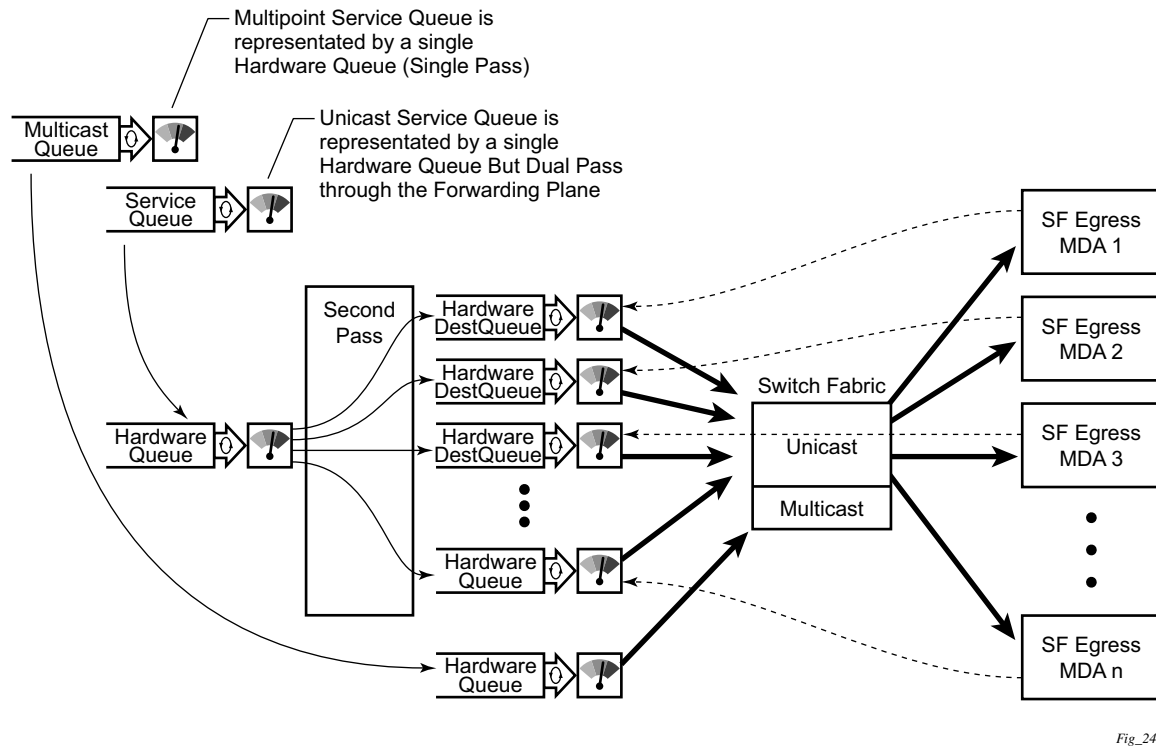 Multipoint Service Queue is
representated by a single
Hardware Queue (Single Pass)
Unicast Service Queue is
representated by a single
Hardware Queue But Dual Pass
through the Forwarding Plane
Multicast
Queue
Service
Queue
Second
Pass
Hardware
DestQueue
Hardware
DestQueue
Hardware
DestQueue
Hardware
Queue
Hardware
Queue
Hardware
Queue
Switch Fabric
Unicast
Multicast
SF Egress
MDA 1
SF Egress
MDA 2
SF Egress
MDA 3
SF Egress
MDA n
Fig_24